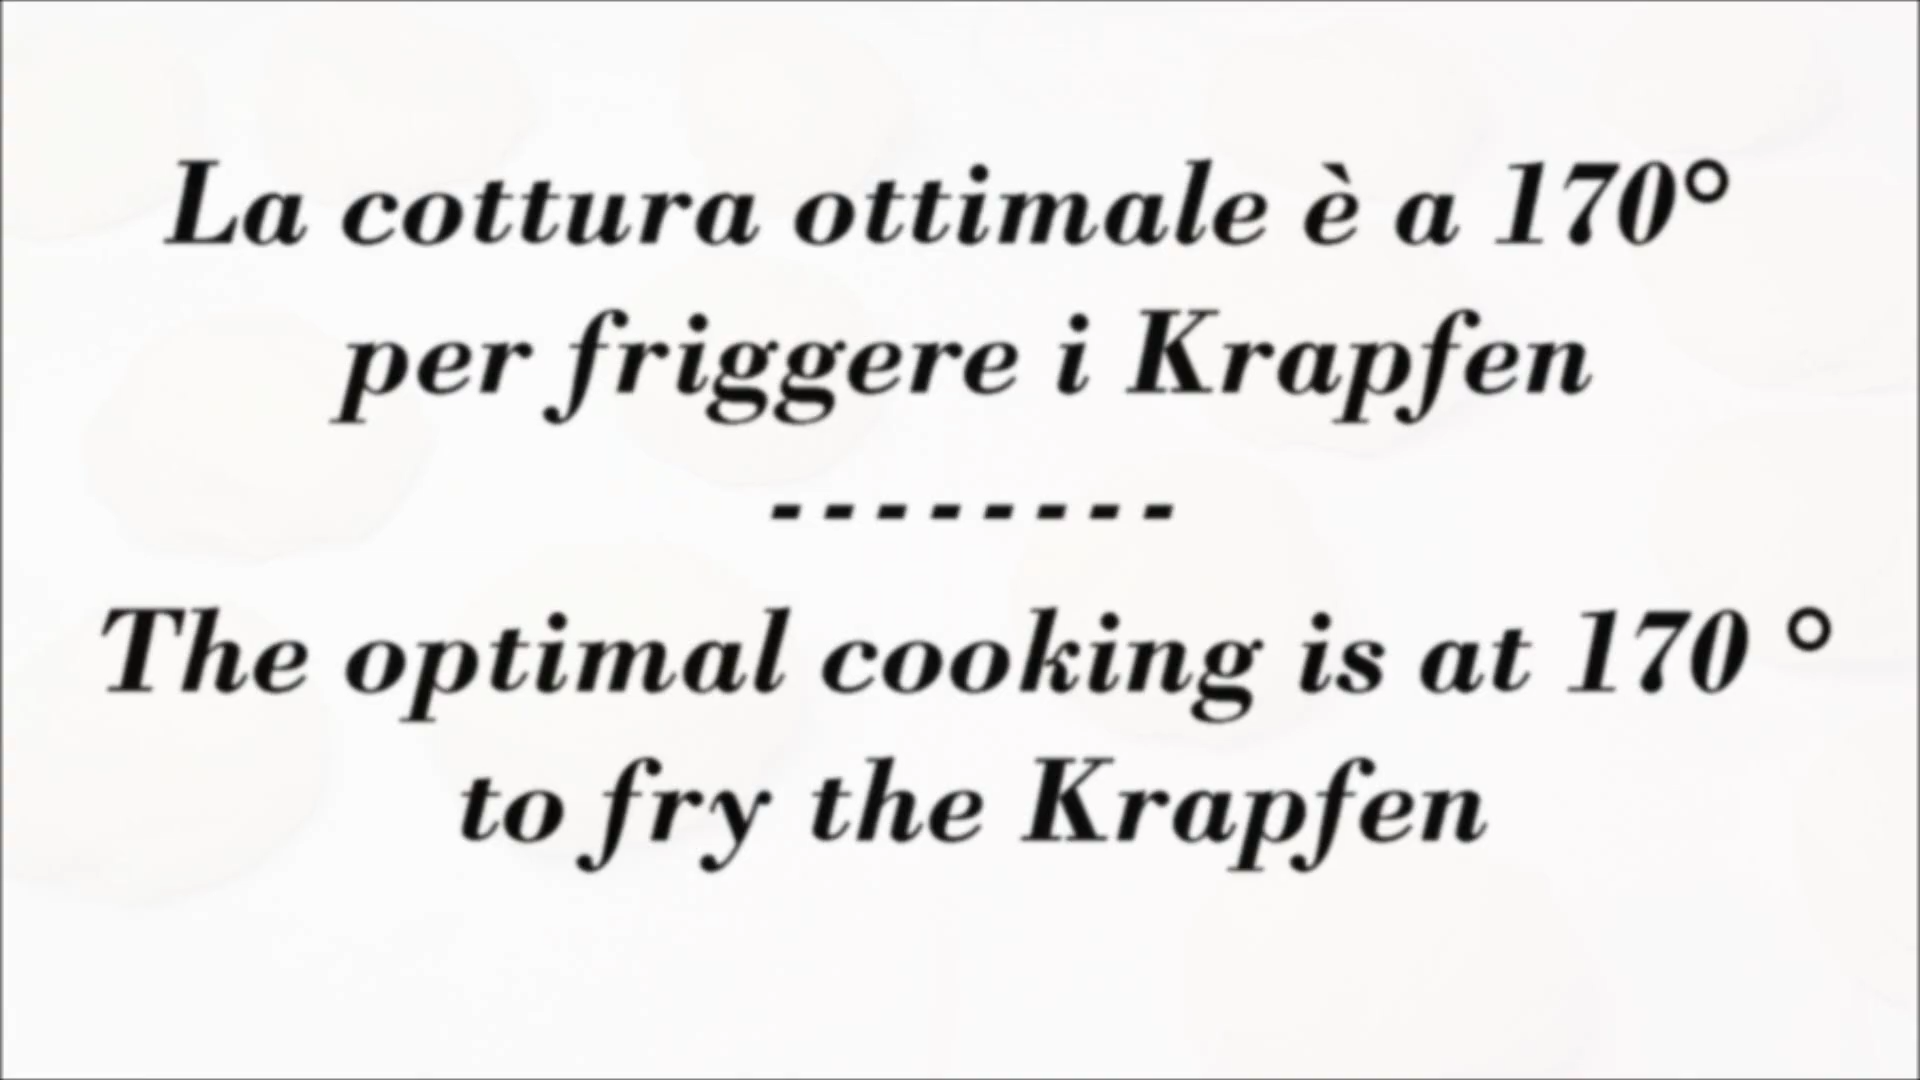 La cottura ottimale è a 170°
per friggere i Krapfen
--------
The optimal cooking is at 170 °
to fry the Krapfen